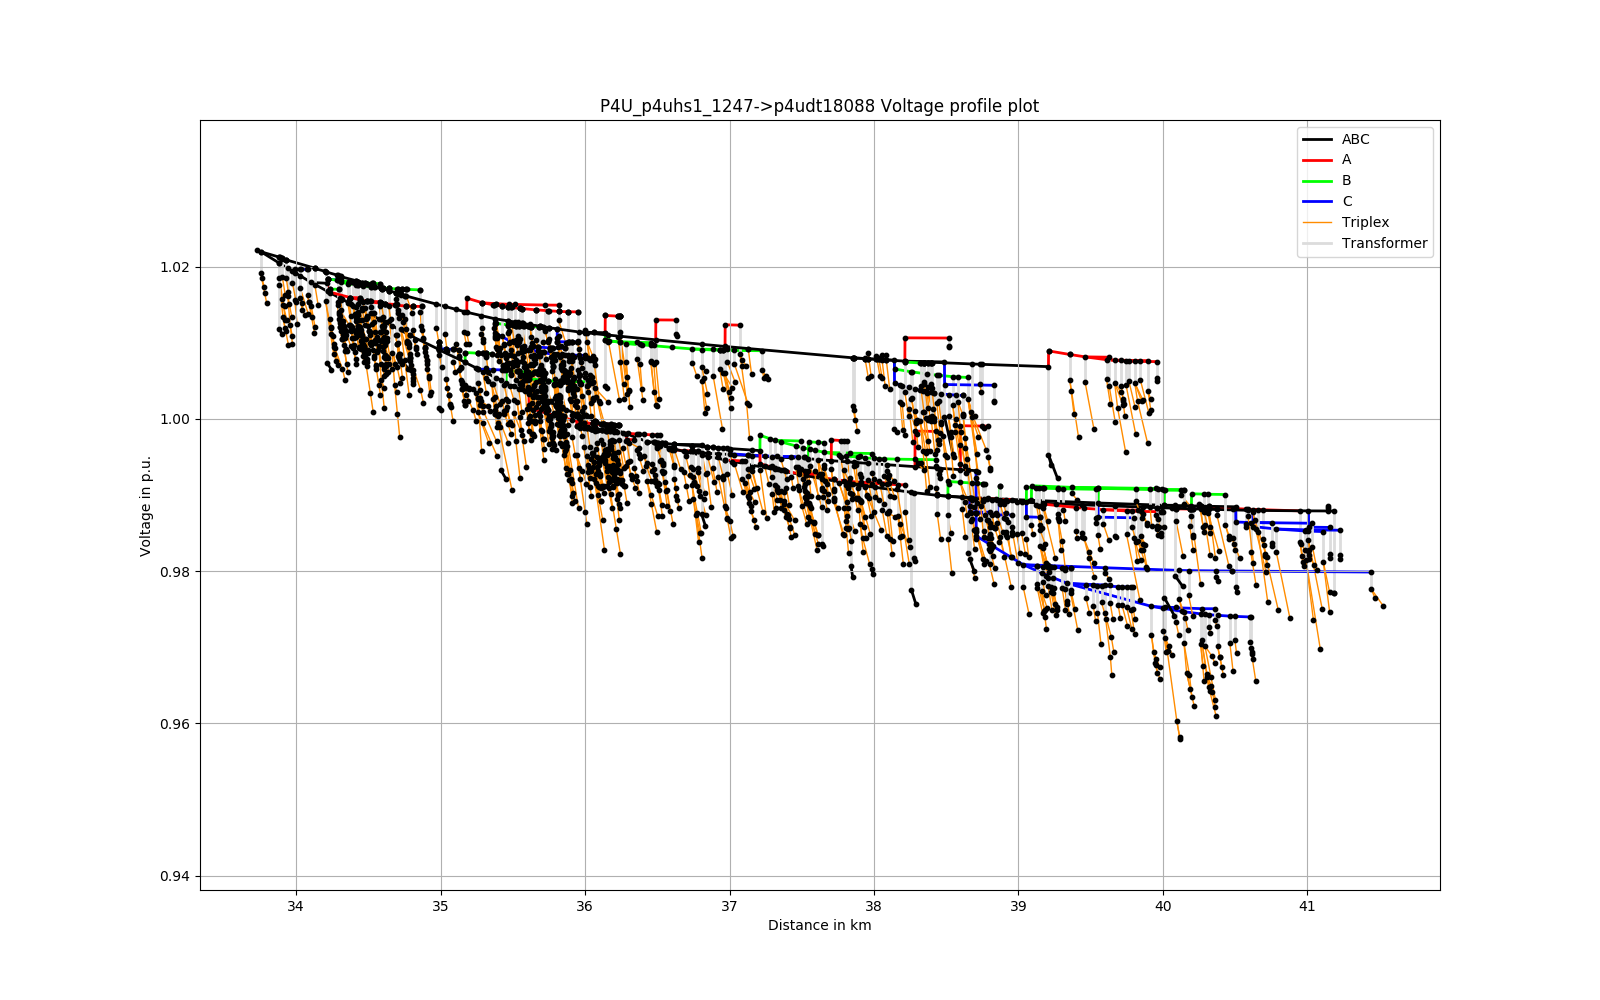 P4U_p4uhs1_1247->p4udt18088 Voltage profile plot
ABC
A
B
C
Triplex
Transformer
1.02
1.00
0.98
0.96
0.94
Voltage in p.u.
34 35 36 37 38 39 40 41
Distance in km